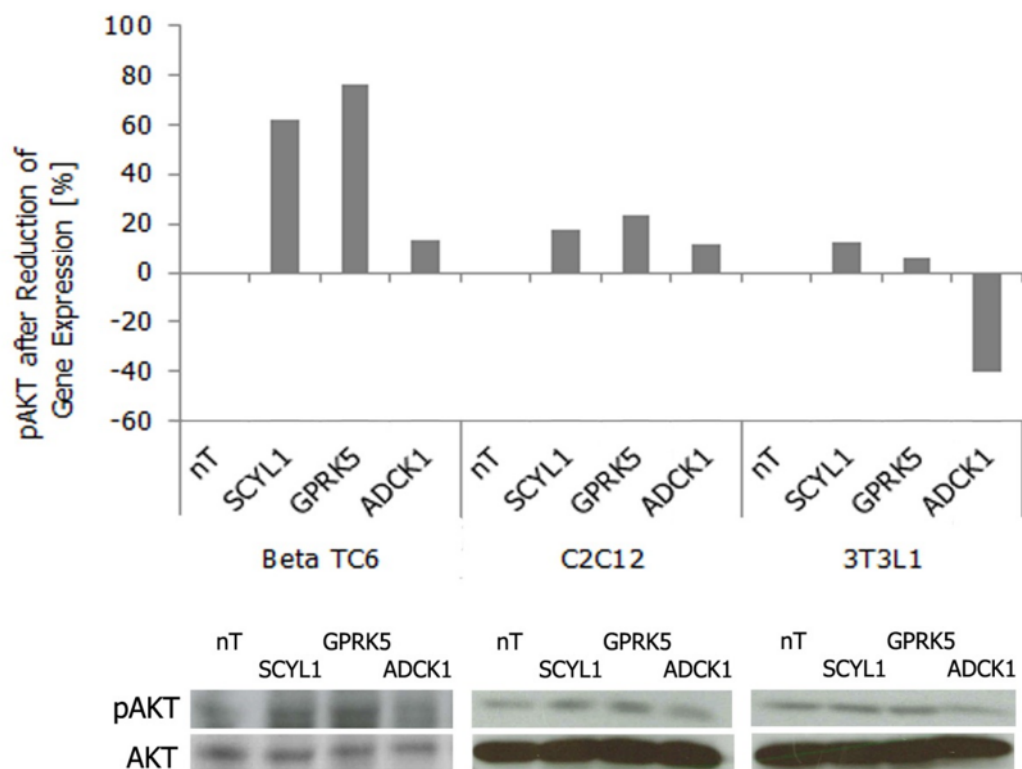 pAKT after Reduction of
Gene Expression [%]
100
80
60
40
20
0
-20
-40
-60
nT SCYL1 GPRK5 ADCK1 nT SCYL1 GPRK5 ADCK1 nT SCYL1 GPRK5 ADCK1
Beta TC6 C2C12 3T3L1
nT GPRK5 nT GPRK5 nT GPRK5
SCYL1 ADCK1 SCYL1 ADCK1 SCYL1 ADCK1
pAKT
AKT